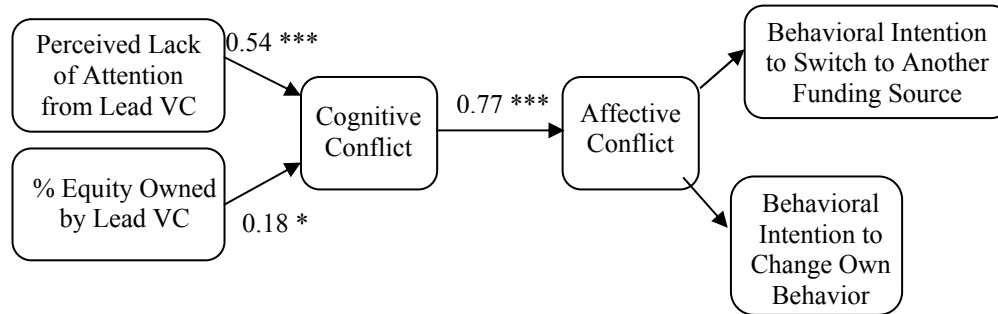 Perceived Lack
of Attention
from Lead VC
0.54 ***
% Equity Owned
by Lead VC
0.18 *
Cognitive
Conflict
0.77 ***
Affective
Conflict
Behavioral Intention
to Switch to Another
Funding Source
Behavioral
Intention to
Change Own
Behavior